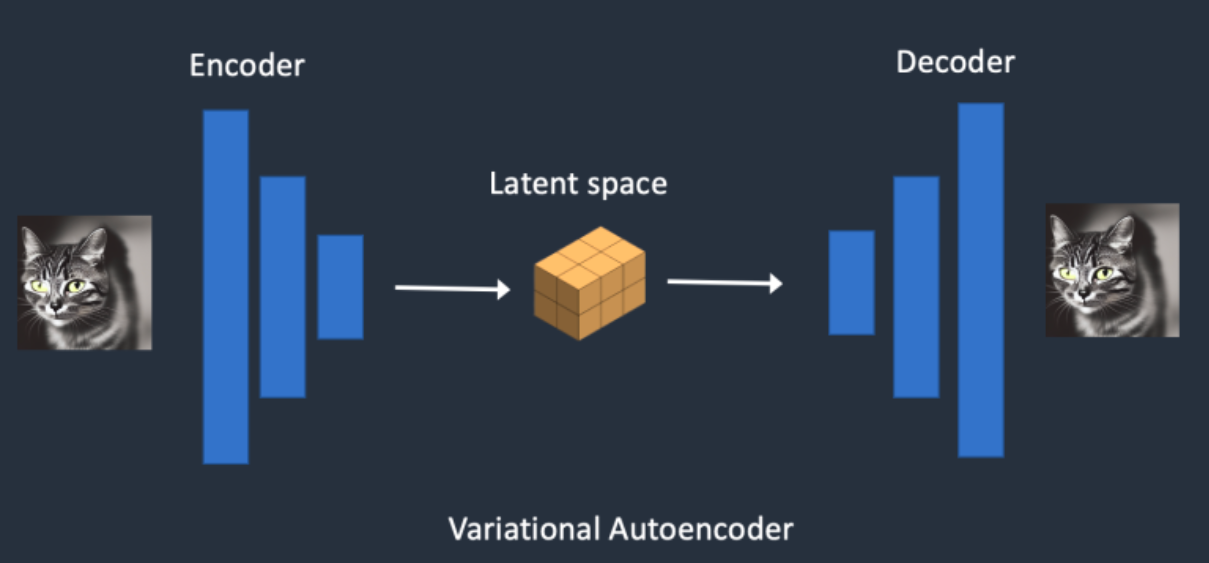 Encoder
Decoder
Latent space
Variational Autoencoder